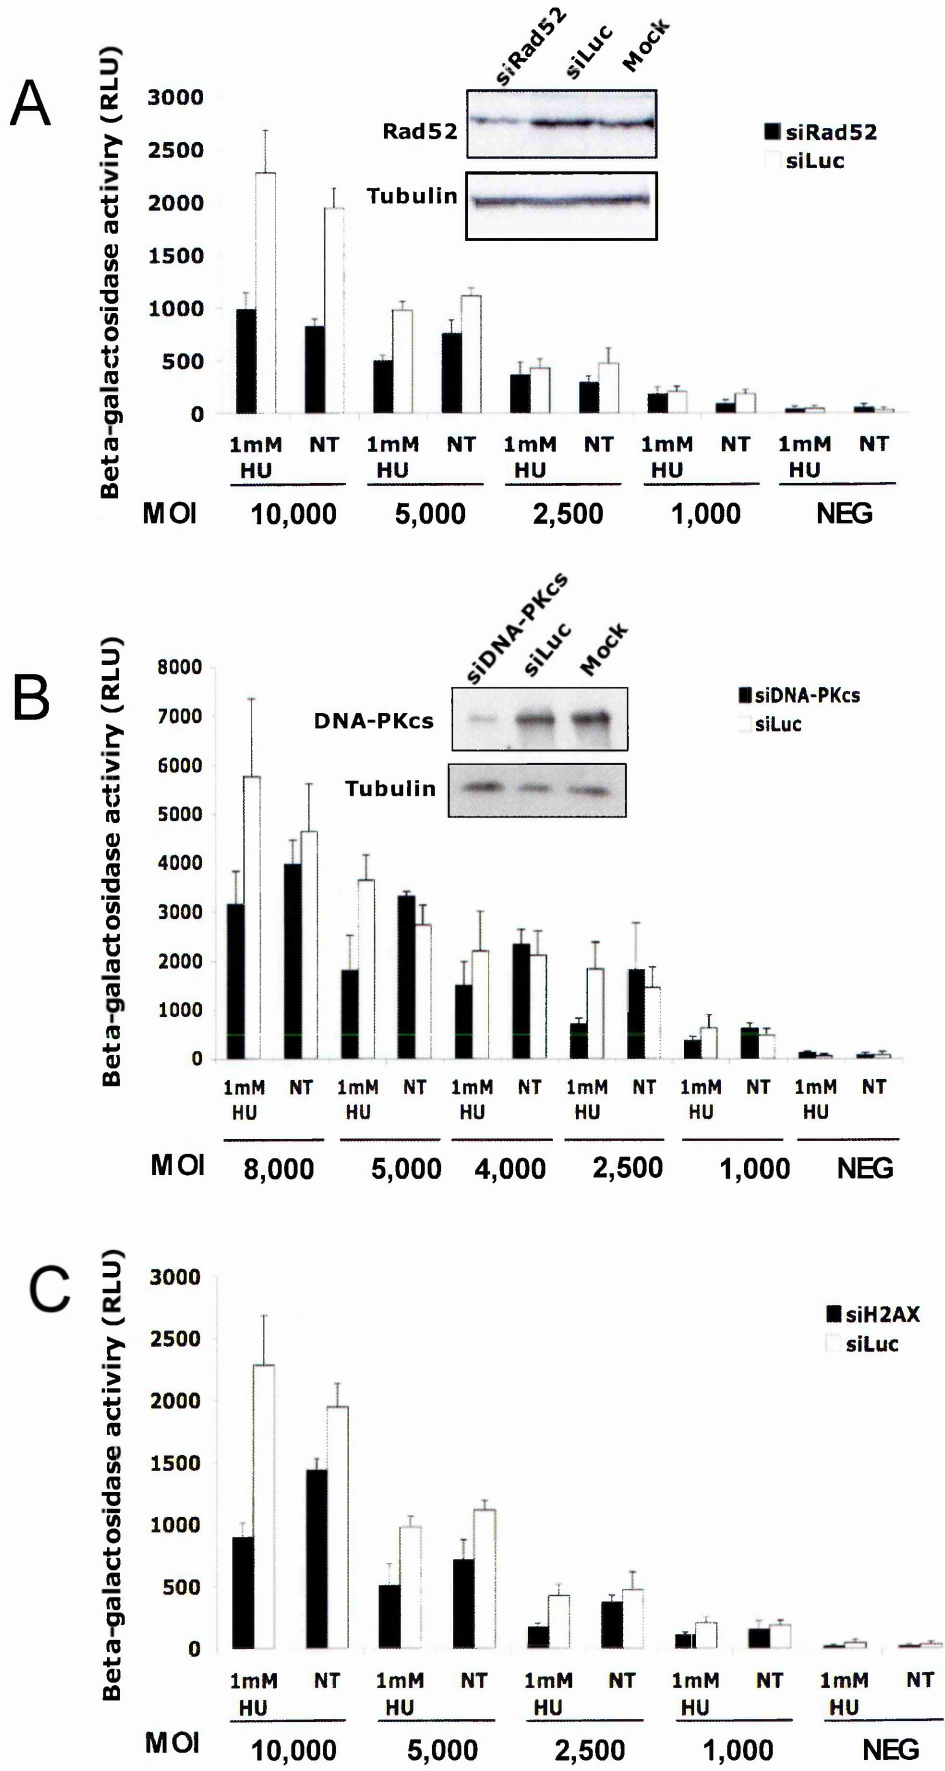 A
Beta-galactosidase activiry (RLU)
3000
2500
2000
1500
1000
500
0
siRad52
siLuc
Mock
Rad52
Tubulin
siRad52
siLuc
1mM HU NT 1mM HU NT 1mM HU NT 1mM HU NT 1mM HU NT
MOI 10,000 5,000 2,500 1,000 NEG
B
Beta-galactosidase activiry (RLU)
8000
7000
6000
5000
4000
3000
2000
1000
0
siDNA-PKcs
siLuc
Mock
DNA-PKcs
Tubulin
siDNA-PKcs
siLuc
1mM HU NT 1mM HU NT 1mM HU NT 1mM HU NT 1mM HU NT 1mM HU NT
MOI 8,000 5,000 4,000 2,500 1,000 NEG
C
Beta-galactosidase activiry (RLU)
3000
2500
2000
1500
1000
500
0
siH2AX
siLuc
1mM HU NT 1mM HU NT 1mM HU NT 1mM HU NT 1mM HU NT
MOI 10,000 5,000 2,500 1,000 NEG